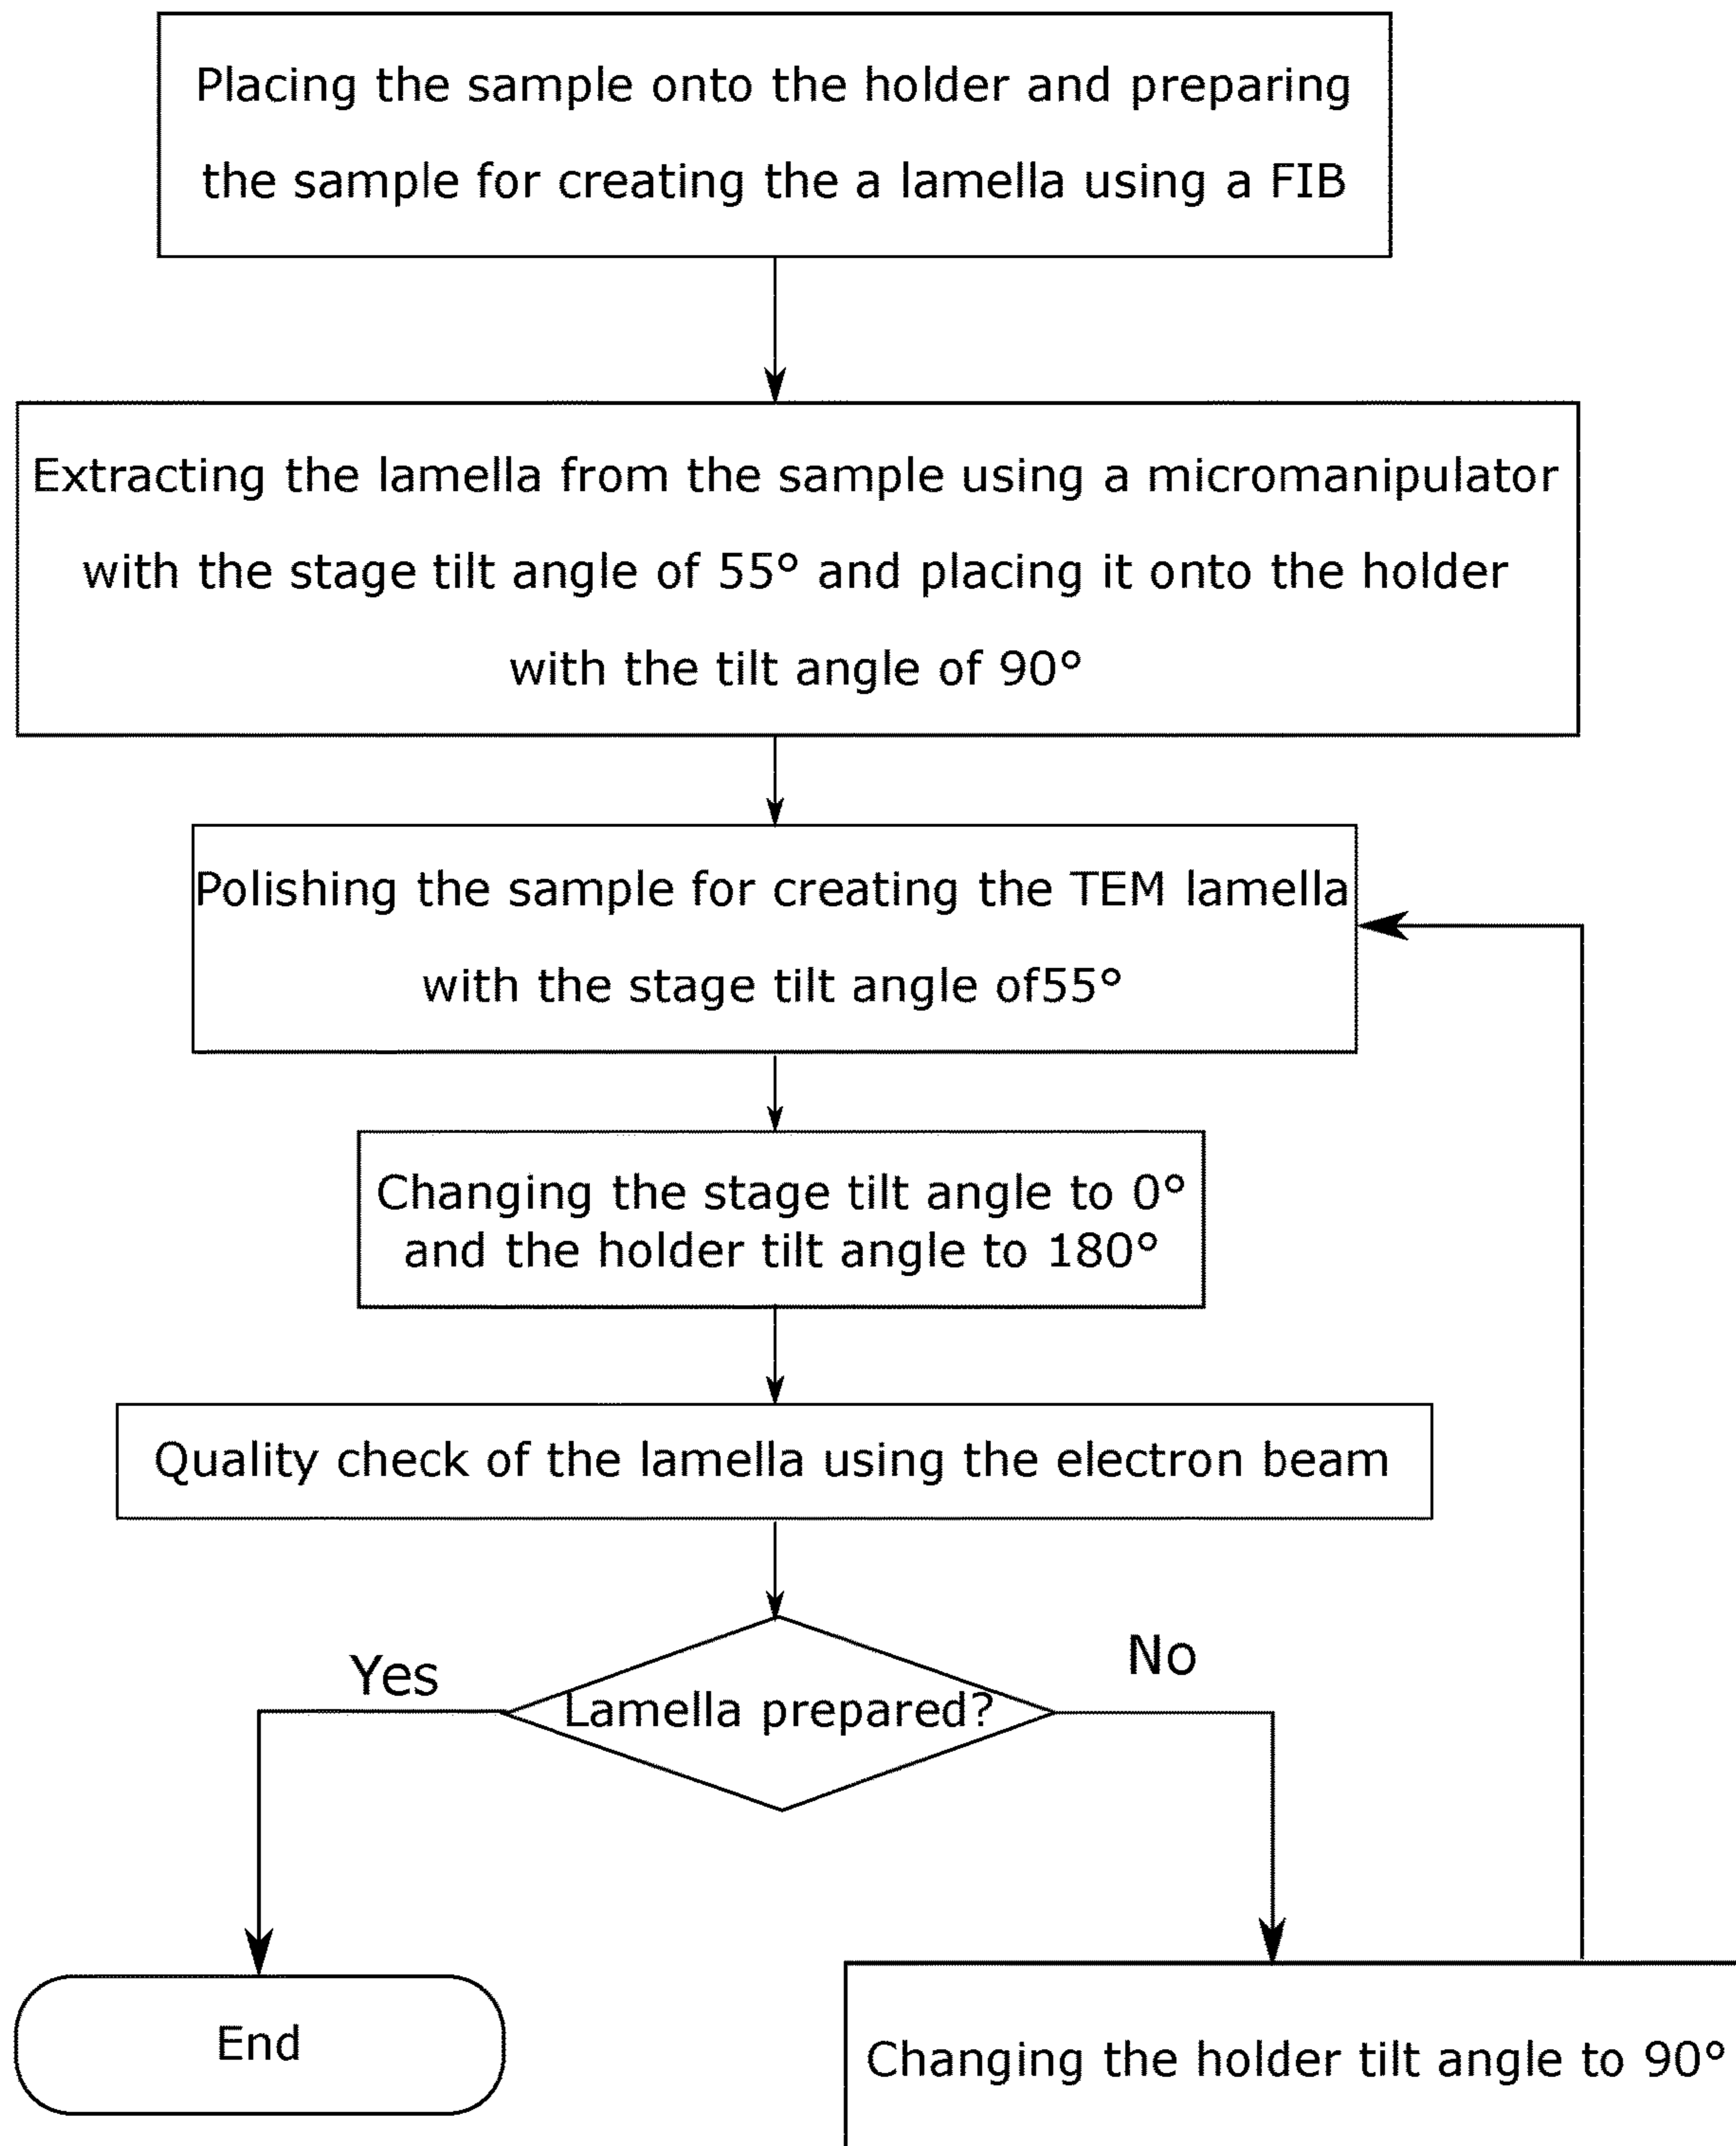 Placing the sample onto the holder and preparing
the sample for creating the a lamella using a FIB
Extracting the lamella from the sample using a micromanipulator
with the stage tilt angle of 55° and placing it onto the holder
with the tilt angle of 90°
Polishing the sample for creating the TEM lamella
with the stage tilt angle of55°
Changing the stage tilt angle to 0°
and the holder tilt angle to 180°
Quality check of the lamella using the electron beam
Yes
No
Lamella prepared?
End
Changing the holder tilt angle to 90°